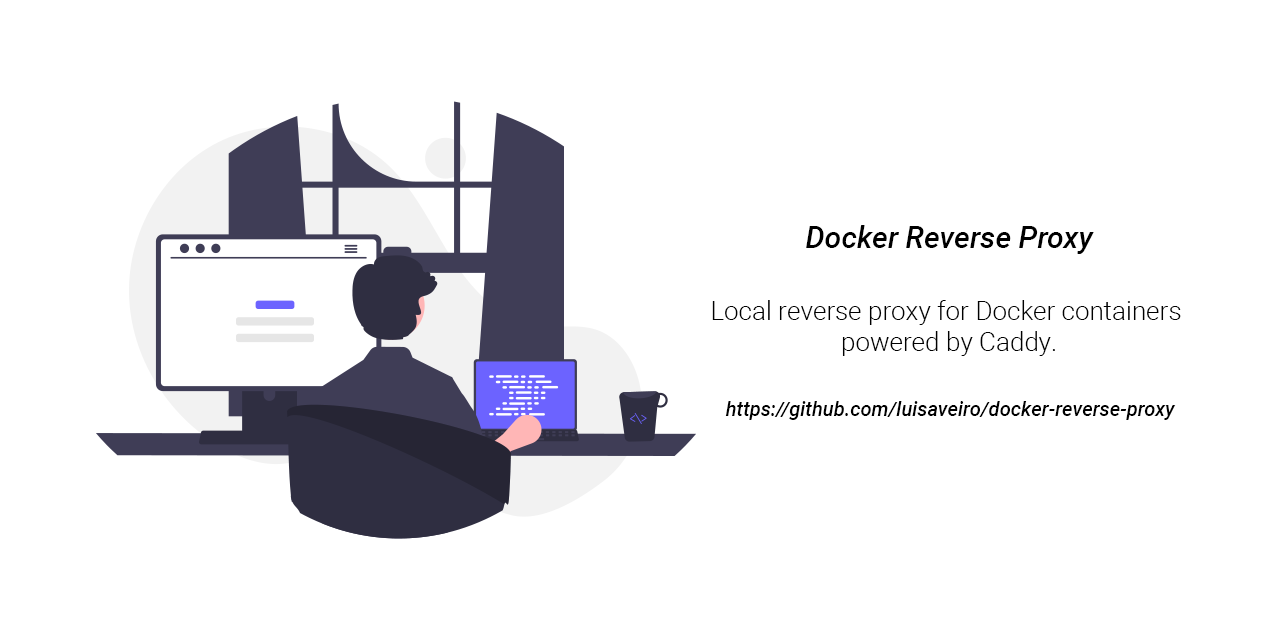 Docker Reverse Proxy
Local reverse proxy for Docker containers
powered by Caddy.
https://github.com/luisaveiro/docker-reverse-proxy